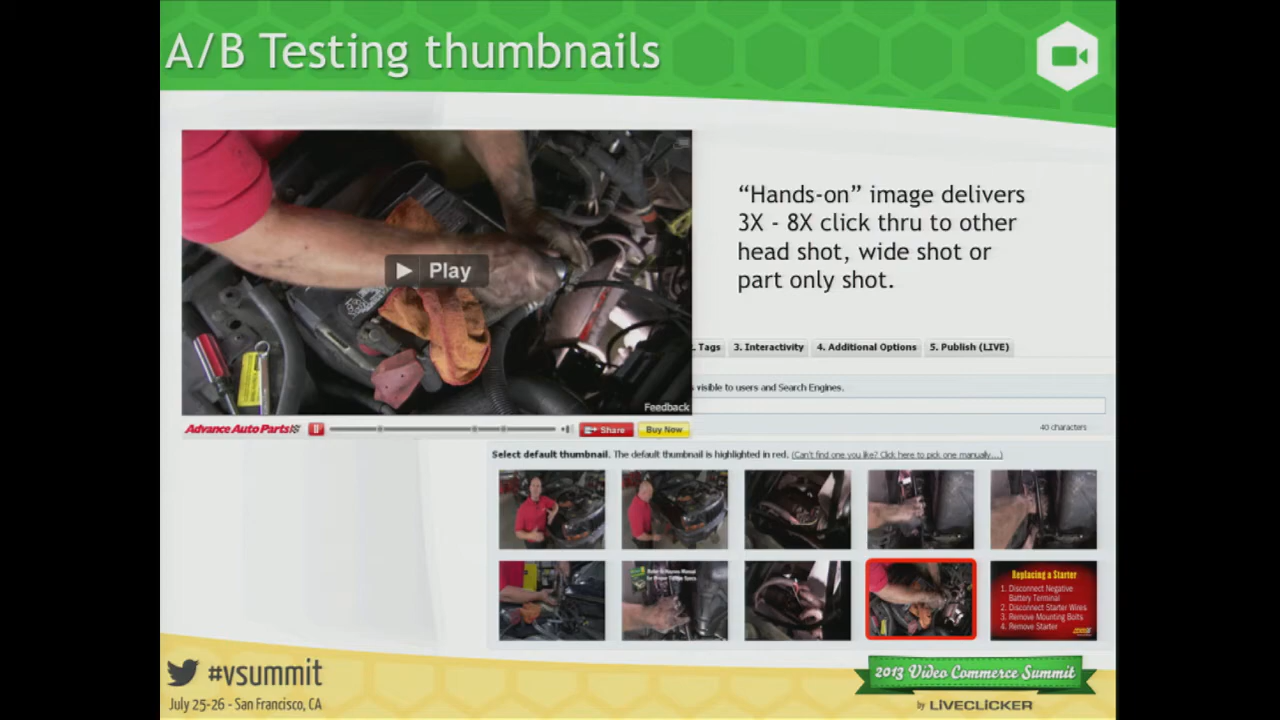 A/B Testing thumbnails
“Hands-on” image delivers
3X - 8X click thru to other
head shot, wide shot or
part only shot.
Play
Feedback
Tags
3. Interactivity
4. Additional Options
5. Publish (LIVE)
visible to users and Search Engines.
40 characters
Advance Auto Parts
Share
Buy Now
Select default thumbnail. The default thumbnail is highlighted in red. (Can't find one you like? Click here to pick one manually...)
Replacing a Starter
1. Disconnect Negative
Battery Terminal
2. Disconnect Starter Wires
3. Remove Mounting Bolts
4. Remove Starter
#vsummit
July 25-26 - San Francisco, CA
2013 Video Commerce Summit
by LiVECLiCKER